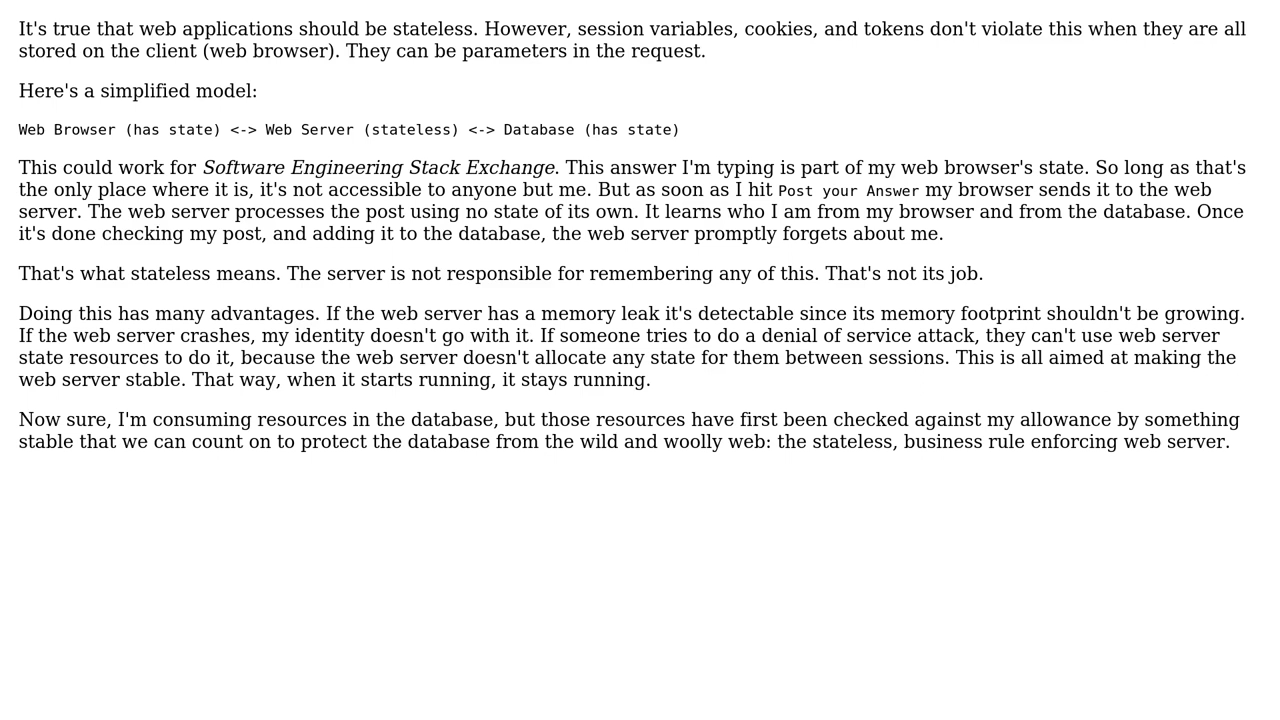 It's true that web applications should be stateless. However, session variables, cookies, and tokens don't violate this when they are all
stored on the client (web browser). They can be parameters in the request.
Here's a simplified model:
Web Browser (has state) <-> Web Server (stateless) <-> Database (has state)
This could work for Software Engineering Stack Exchange. This answer I'm typing is part of my web browser's state. So long as that's
the only place where it is, it's not accessible to anyone but me. But as soon as I hit Post your Answer my browser sends it to the web
server. The web server processes the post using no state of its own. It learns who I am from my browser and from the database. Once
it's done checking my post, and adding it to the database, the web server promptly forgets about me.
That's what stateless means. The server is not responsible for remembering any of this. That's not its job.
Doing this has many advantages. If the web server has a memory leak it's detectable since its memory footprint shouldn't be growing.
If the web server crashes, my identity doesn't go with it. If someone tries to do a denial of service attack, they can't use web server
state resources to do it, because the web server doesn't allocate any state for them between sessions. This is all aimed at making the
web server stable. That way, when it starts running, it stays running.
Now sure, I'm consuming resources in the database, but those resources have first been checked against my allowance by something
stable that we can count on to protect the database from the wild and woolly web: the stateless, business rule enforcing web server.